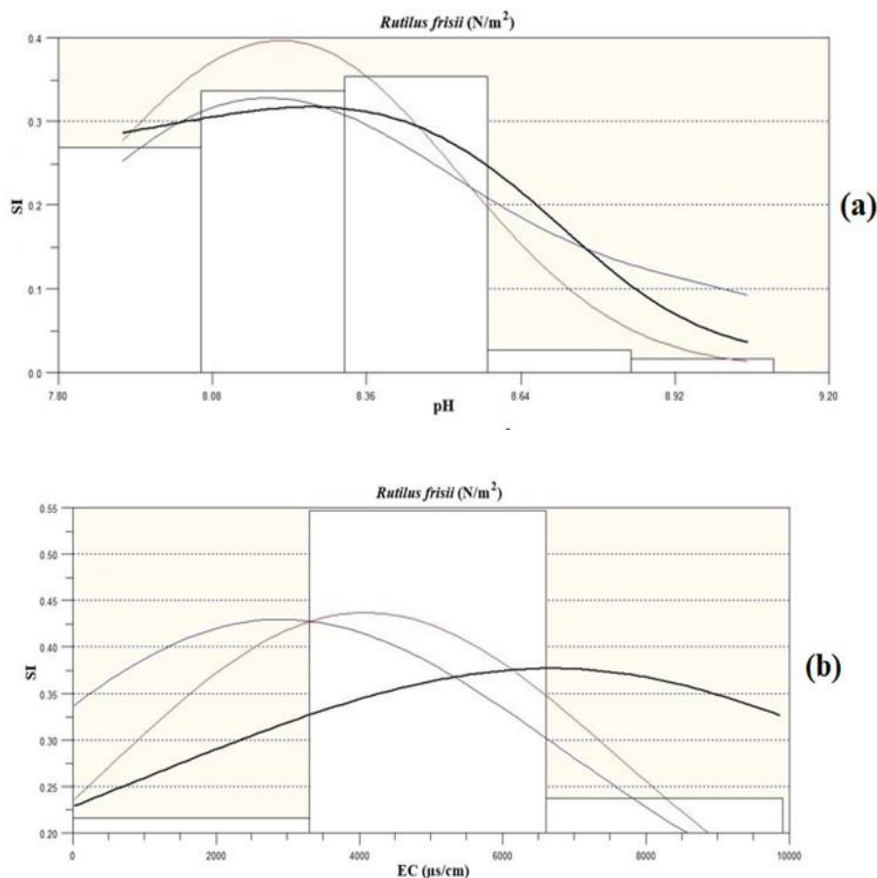 Rutilus frisii (N/m²)
0.4
0.3
0.2
0.1
0.0
SI
7.80 8.08 8.36 8.64 8.92 9.20
pH
(a)
Rutilus frisii (N/m²)
0.55
0.50
0.45
0.40
0.35
0.30
0.25
0.20
SI
0 2000 4000 6000 8000 10000
EC (µs/cm)
(b)